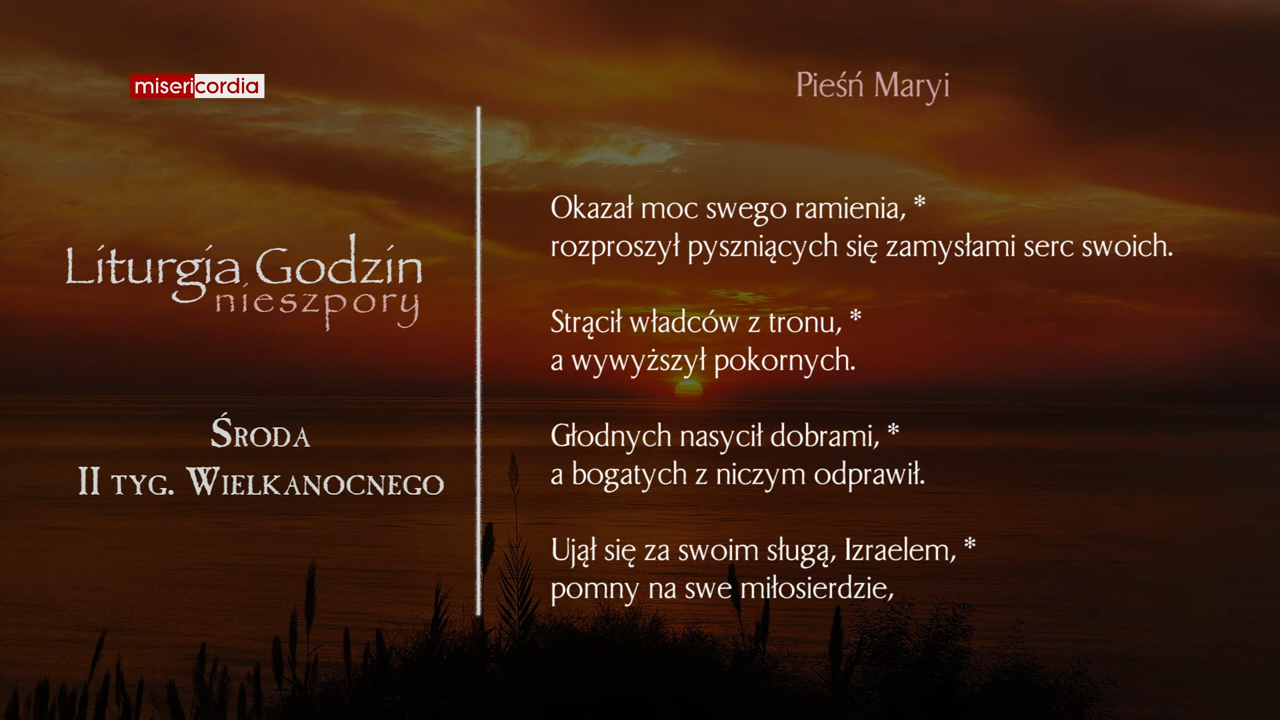 misericordia
Pieśń Maryi
Liturgia Godzin
nieszpory
Środa
II tyg. Wielkanocnego
Okazał moc swego ramienia, *
rozproszył pyszniących się zamysłami serc swoich.
Strącił władców z tronu, *
a wywyższył pokornych.
Głodnych nasycił dobrami, *
a bogatych z niczym odprawił.
Ujął się za swoim sługą, Izraelem, *
pomny na swe miłosierdzie,